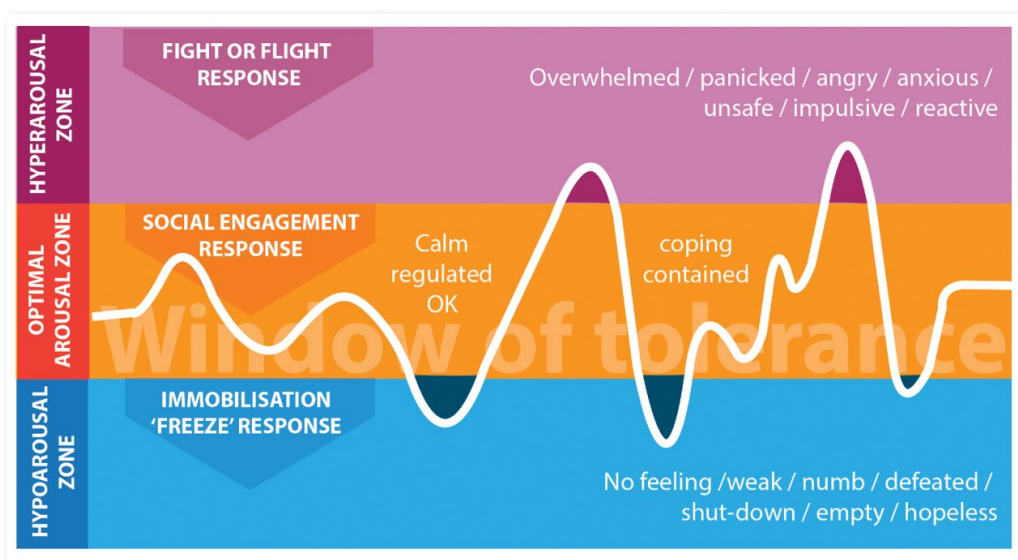 HYPERAROUSAL
ZONE
FIGHT OR FLIGHT
RESPONSE
Overwhelmed / panicked / angry / anxious /
unsafe / impulsive / reactive
OPTIMAL
AROUSAL ZONE
SOCIAL ENGAGEMENT
RESPONSE
Calm
regulated
OK
coping
contained
Window of tolerance
HYPOAROUSAL
ZONE
IMMOBILISATION
‘FREEZE’ RESPONSE
No feeling /weak / numb / defeated /
shut-down / empty / hopeless